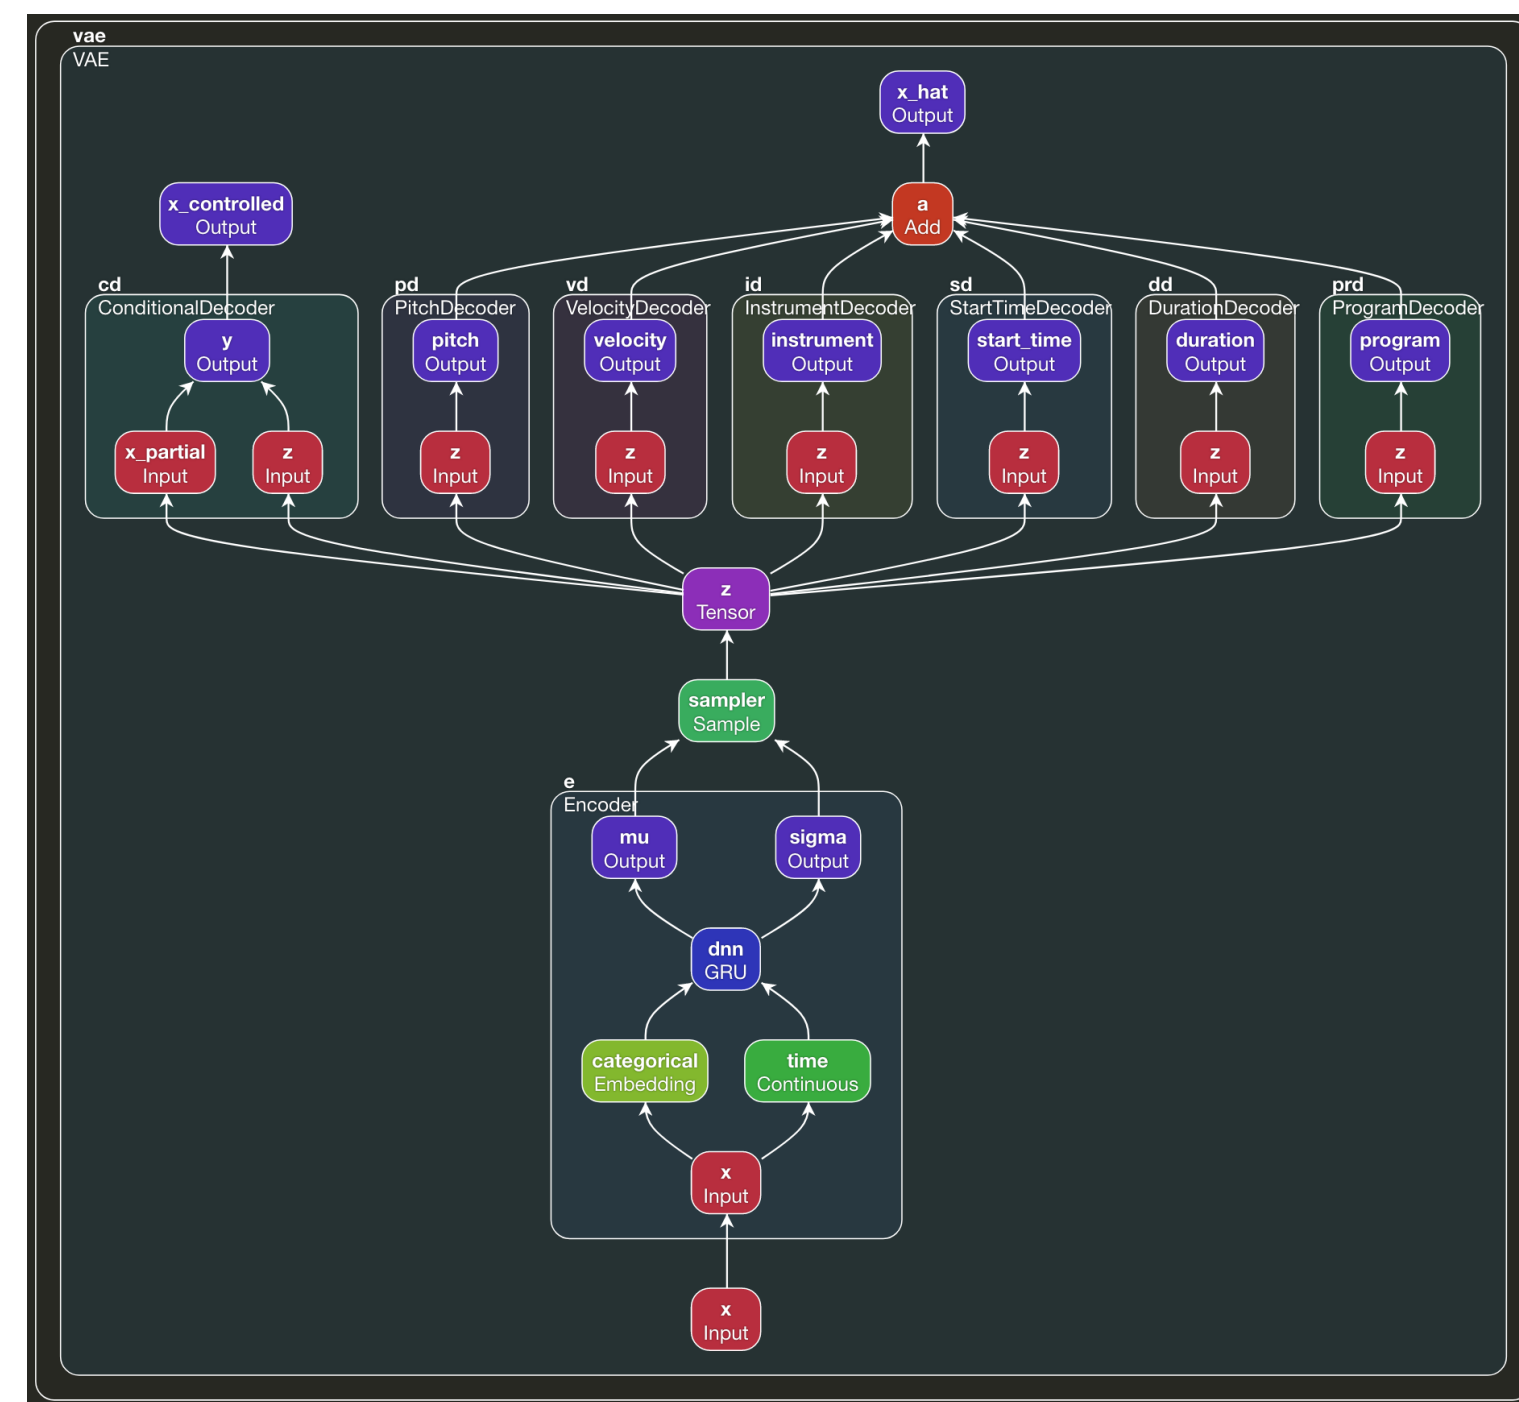 vae
VAE
x_hat
Output
x_controlled
Output
a
Add
cd
ConditionalDecoder
pd
PitchDecoder
vd
VelocityDecoder
id
InstrumentDecoder
sd
StartTimeDecoder
dd
DurationDecoder
prd
ProgramDecoder
y
Output
pitch
Output
velocity
Output
instrument
Output
start_time
Output
duration
Output
program
Output
x_partial
Input
z
Input
z
Input
z
Input
z
Input
z
Input
z
Input
z
Input
z
Tensor
sampler
Sample
e
Encoder
mu
Output
sigma
Output
dnn
GRU
categorical
Embedding
time
Continuous
x
Input
x
Input